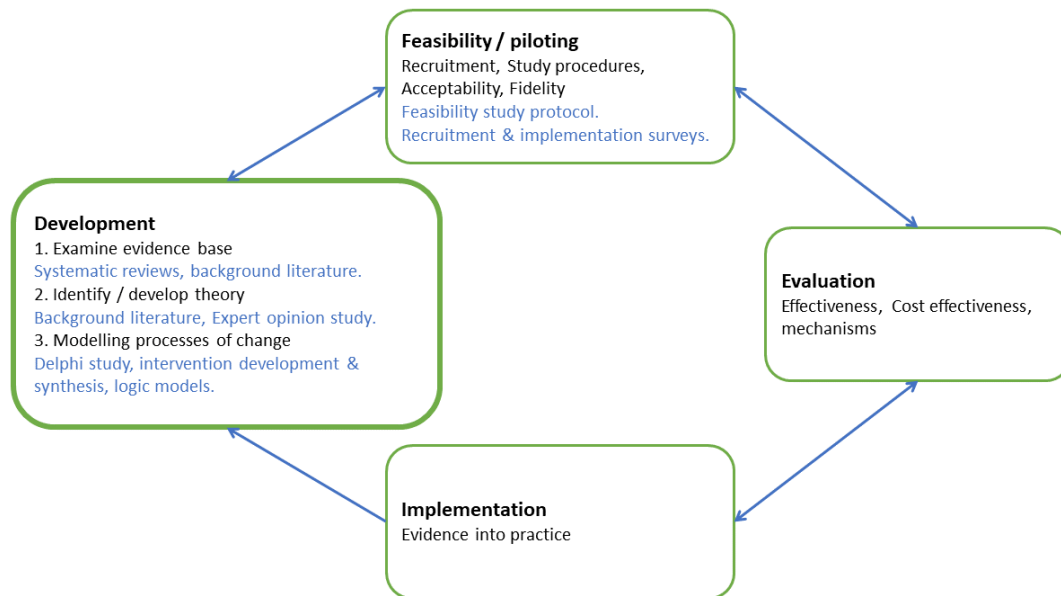 Feasibility / piloting
Recruitment, Study procedures,
Acceptability, Fidelity
Feasibility study protocol.
Recruitment & implementation surveys.
Development
1. Examine evidence base
Systematic reviews, background literature.
2. Identify / develop theory
Background literature, Expert opinion study.
3. Modelling processes of change
Delphi study, intervention development &
synthesis, logic models.
Evaluation
Effectiveness, Cost effectiveness,
mechanisms
Implementation
Evidence into practice